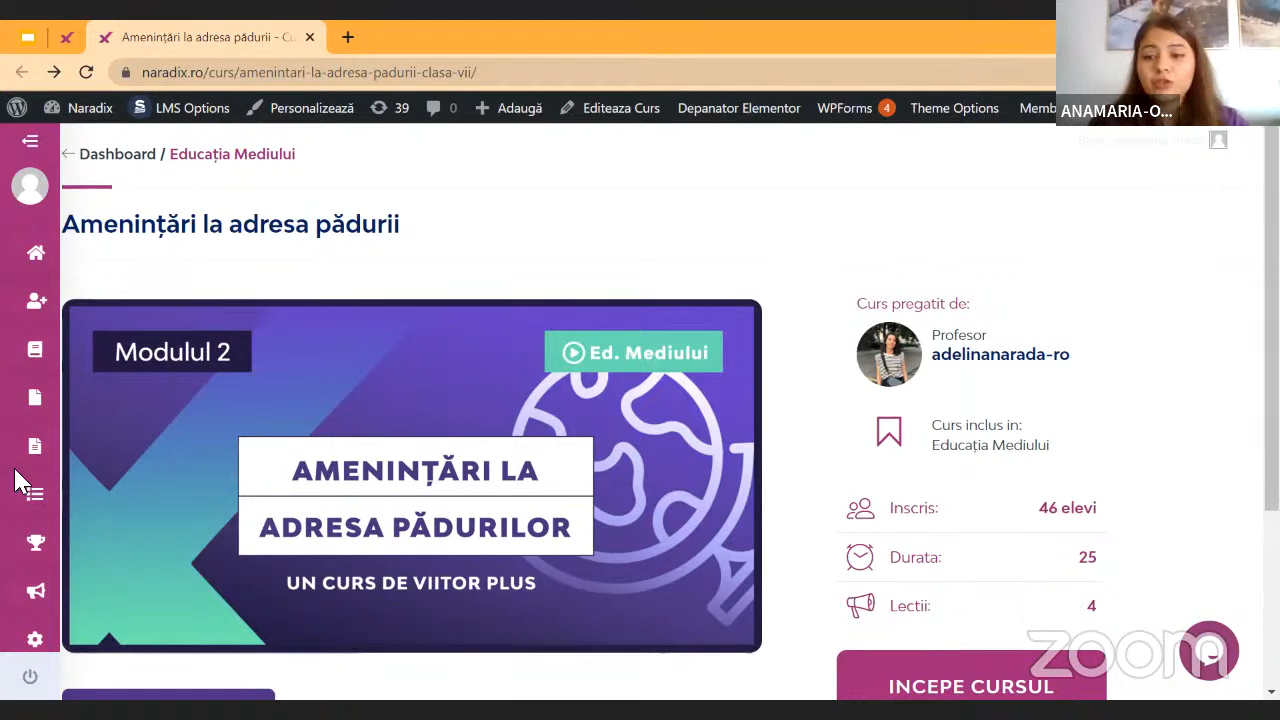 Amenințări la adresa pădurii - Cu
naradix.ro/curs/amenintari-la-adresa-padurii-clasa-vii/
Naradix LMS Options Personalizează 39 0 Adaugă Editeaza Curs Depanator Elementor WPForms 4 Theme Options Memb
ANAMARIA-O...
Dashboard / Educația Mediului
Amenințări la adresa pădurii
Modulul 2
Ed. Mediului
AMENINȚĂRI LA
ADRESA PĂDURILOR
UN CURS DE VIITOR PLUS
Curs pregatit de:
Profesor
adelinanarada-ro
Curs inclus in:
Educația Mediului
Inscris: 46 elevi
Durata: 25
Lectii: 4
INCEPE CURSUL
zoom